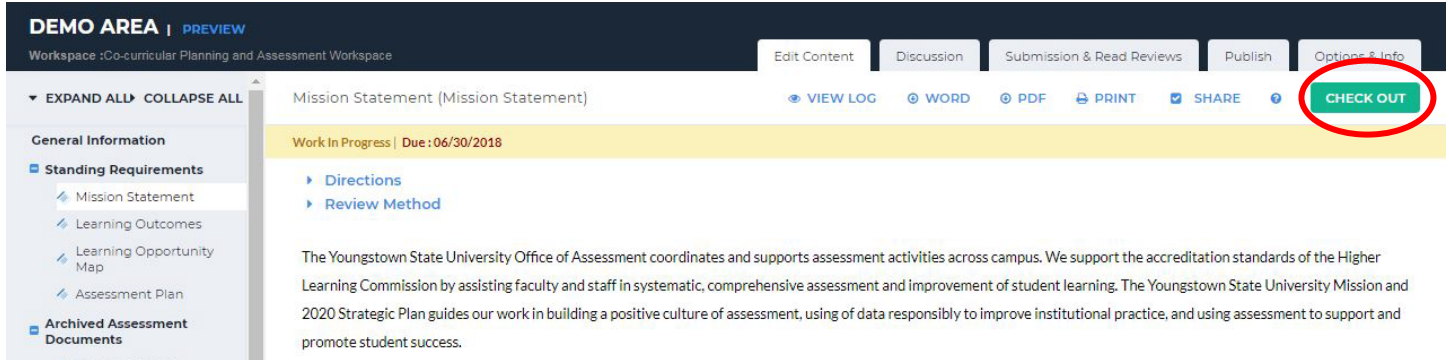 DEMO AREA | PREVIEW
Workspace :Co-curricular Planning and Assessment Workspace
Edit Content
Discussion
Submission & Read Reviews
Publish
Options & Info
EXPAND ALL COLLAPSE ALL
Mission Statement (Mission Statement)
VIEW LOG
WORD
PDF
PRINT
SHARE
CHECK OUT
General Information
Standing Requirements
Mission Statement
Learning Outcomes
Learning Opportunity
Map
Assessment Plan
Archived Assessment
Documents
Work In Progress | Due : 06/30/2018
Directions
Review Method
The Youngstown State University Office of Assessment coordinates and supports assessment activities across campus. We support the accreditation standards of the Higher
Learning Commission by assisting faculty and staff in systematic, comprehensive assessment and improvement of student learning. The Youngstown State University Mission and
2020 Strategic Plan guides our work in building a positive culture of assessment, using of data responsibly to improve institutional practice, and using assessment to support and
promote student success.